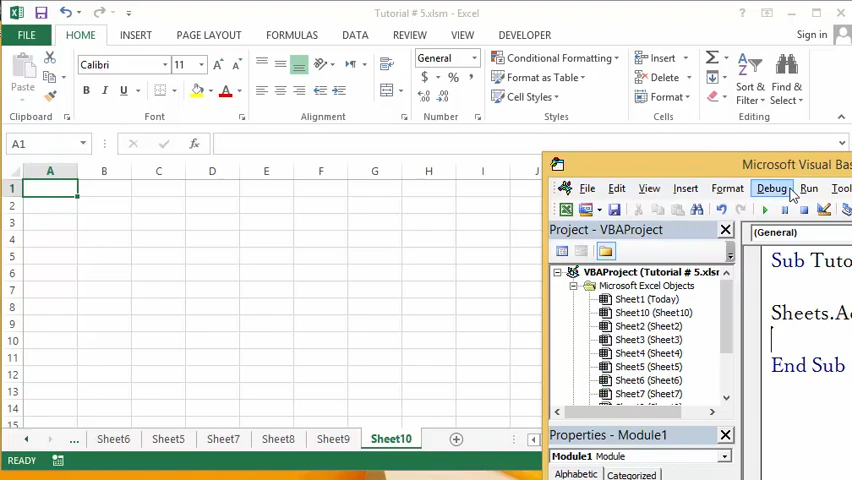 Tutorial # 5.xlsm - Excel
FILE HOME INSERT PAGE LAYOUT FORMULAS DATA REVIEW VIEW DEVELOPER Sign in
Paste
Calibri 11
B I U
General
$ % ,
Conditional Formatting
Format as Table
Cell Styles
Insert
Delete
Format
Sort &
Filter
Find &
Select
Clipboard Font Alignment Number Styles Cells Editing
A1 fx
A B C D E F G H I J
1
2
3
4
5
6
7
8
9
10
11
12
13
14
15
... Sheet6 Sheet5 Sheet7 Sheet8 Sheet9 Sheet10
READY
Microsoft Visual Bas
File Edit View Insert Format Debug Run Tool
Project - VBAProject
VBAProject (Tutorial # 5.xlsm
Microsoft Excel Objects
Sheet1 (Today)
Sheet10 (Sheet10)
Sheet2 (Sheet2)
Sheet3 (Sheet3)
Sheet4 (Sheet4)
Sheet5 (Sheet5)
Sheet6 (Sheet6)
Sheet7 (Sheet7)
Properties - Module1
Module1 Module
Alphabetic Categorized
(General)
Sub Tuto
Sheets.Ad
End Sub